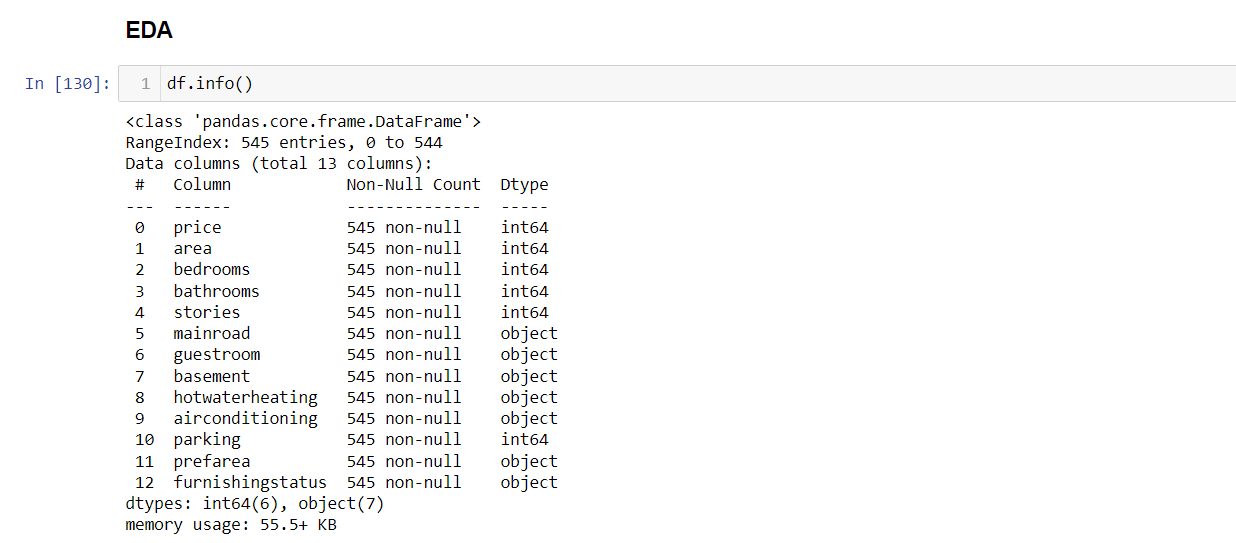 EDA
In [130]: 1 df.info()
<class 'pandas.core.frame.DataFrame'>
RangeIndex: 545 entries, 0 to 544
Data columns (total 13 columns):
 #   Column            Non-Null Count  Dtype
---  ------            --------------  -----
 0   price             545 non-null    int64
 1   area              545 non-null    int64
 2   bedrooms          545 non-null    int64
 3   bathrooms         545 non-null    int64
 4   stories           545 non-null    int64
 5   mainroad          545 non-null    object
 6   guestroom         545 non-null    object
 7   basement          545 non-null    object
 8   hotwaterheating   545 non-null    object
 9   airconditioning   545 non-null    object
 10  parking           545 non-null    int64
 11  prefarea          545 non-null    object
 12  furnishingstatus  545 non-null    object
dtypes: int64(6), object(7)
memory usage: 55.5+ KB